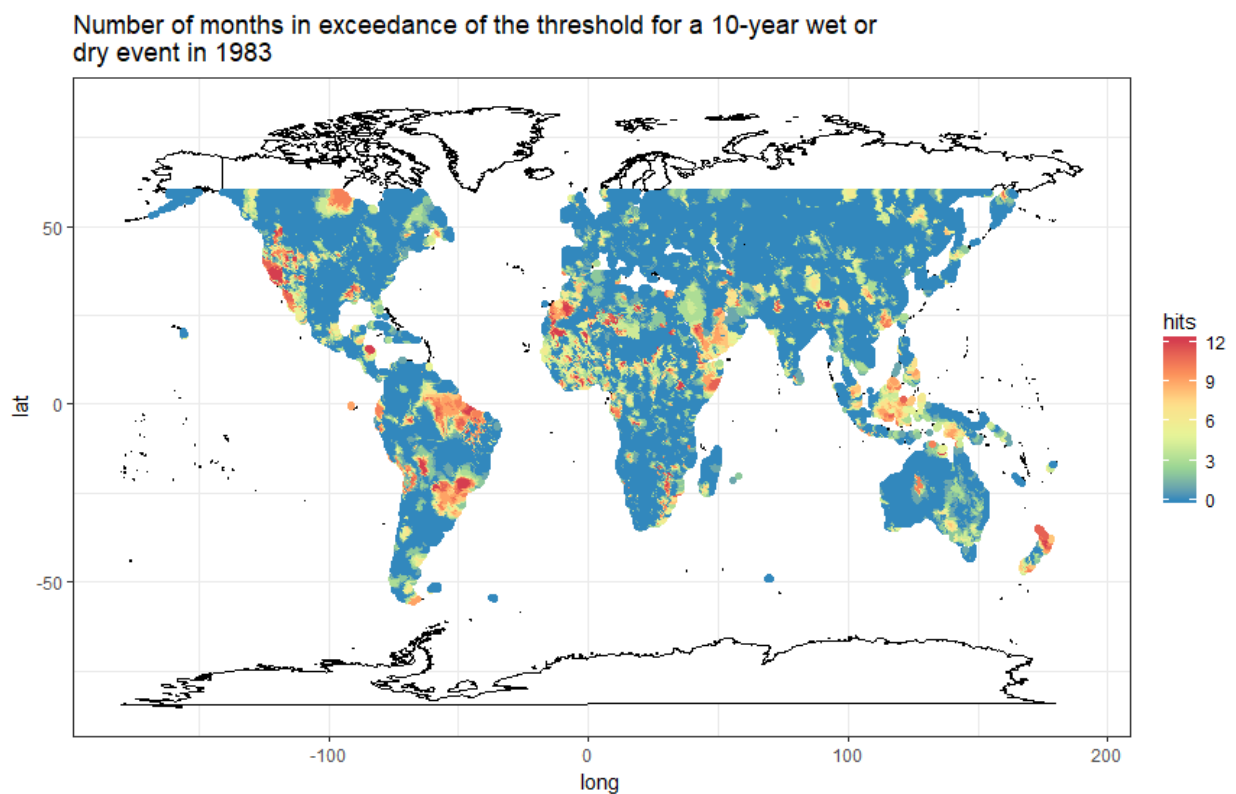 Number of months in exceedance of the threshold for a 10-year wet or
dry event in 1983
50
0
-50
lat
-100
0
100
200
long
hits
12
9
6
3
0